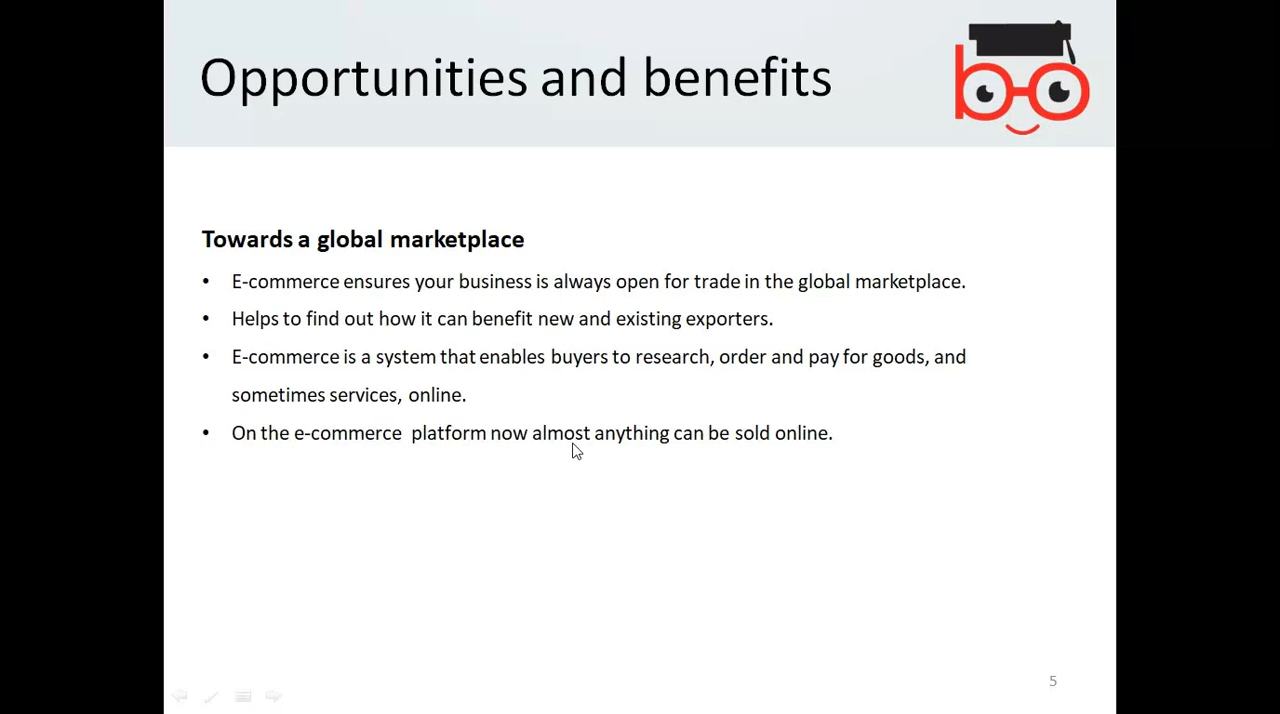 Opportunities and benefits
bo
Towards a global marketplace
• E-commerce ensures your business is always open for trade in the global marketplace.
• Helps to find out how it can benefit new and existing exporters.
• E-commerce is a system that enables buyers to research, order and pay for goods, and
sometimes services, online.
• On the e-commerce  platform now almost anything can be sold online.
5